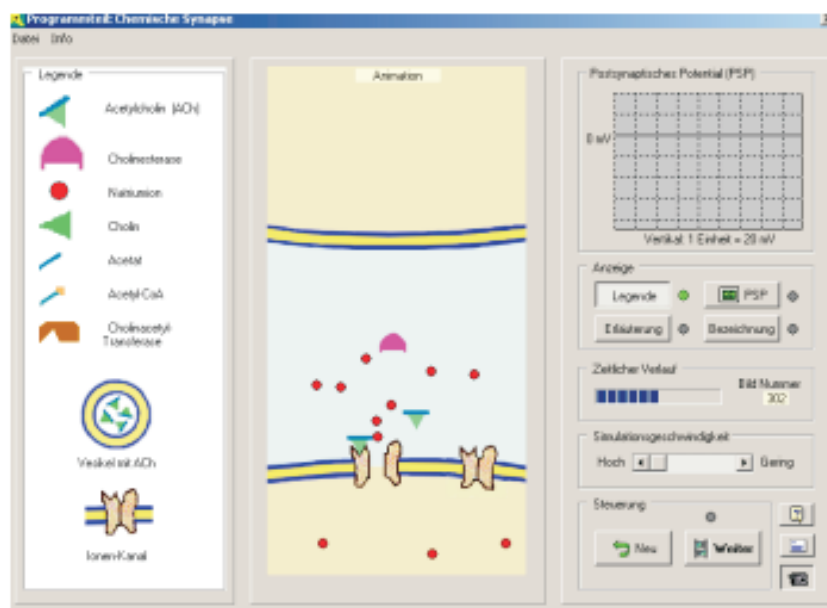 Programmteil: Chemische Synapse
Datei Info
Legende
Acetylcholin (ACh)
Cholinesterase
Natriumion
Cholin
Acetat
Acetyl-CoA
Cholinacetyl-
Transferase
Vesikel mit ACh
Ionen-Kanal
Animation
Postsynaptisches Potential (PSP)
0 mV
Vertikal: 1 Einheit = 20 mV
Anzeige
Legende
PSP
Erläuterung
Bezeichnung
Zeitlicher Verlauf
Bild Nummer
302
Simulationsgeschwindigkeit
Hoch
Gering
Steuerung
Neu
Weiter